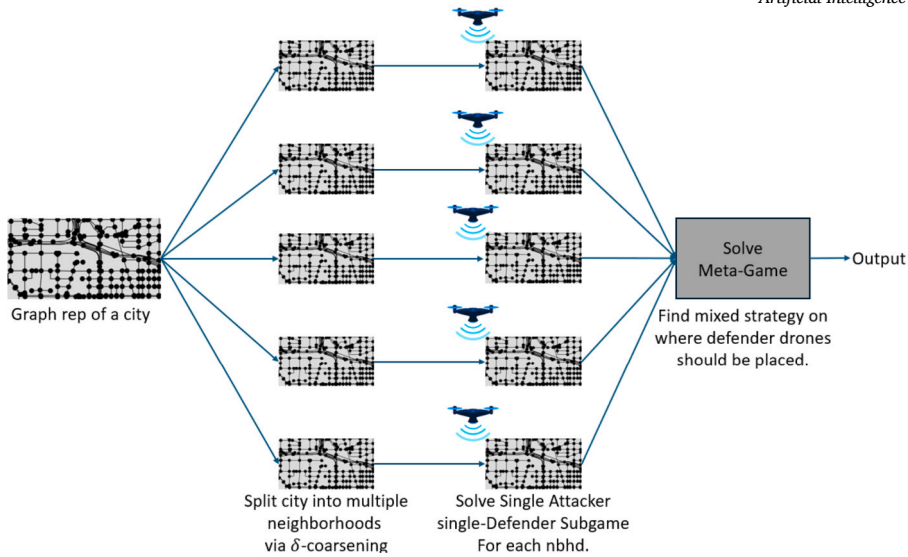 Artificial Intelligence
Graph rep of a city
Split city into multiple
neighborhoods
via δ-coarsening
Solve Single Attacker
single-Defender Subgame
For each nbhd.
Solve
Meta-Game
Find mixed strategy on
where defender drones
should be placed.
Output